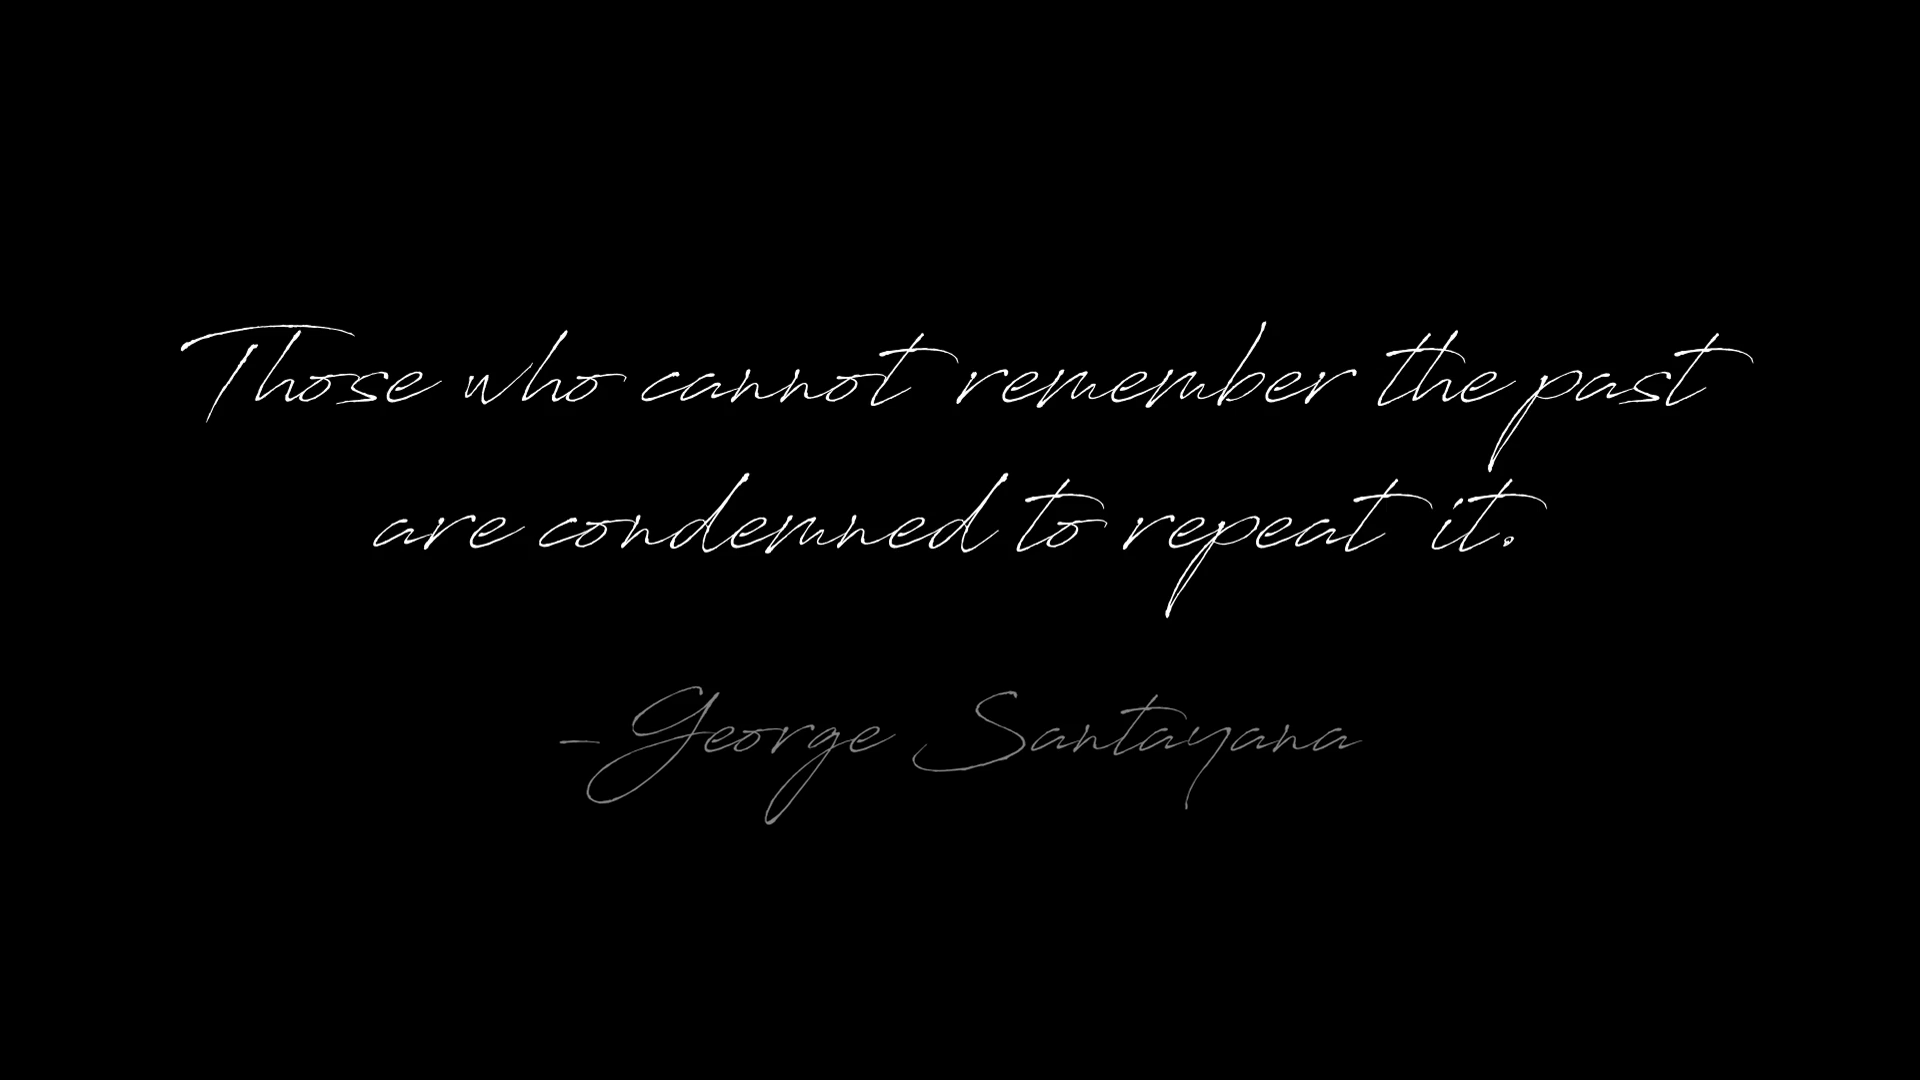 Those who cannot remember the past
are condemned to repeat it.
-George Santayana